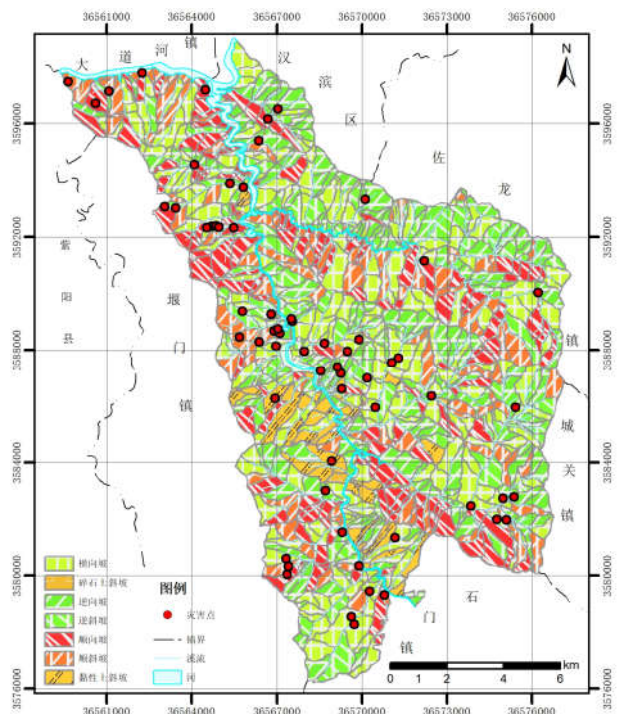 36561000 36564000 36567000 36570000 36573000 36576000
大道河镇
汉滨区
N
3596000 3596000
佐龙镇
3592000 3592000
紫阳县
堰门镇
3588000 3588000
城关镇
3584000 3584000
横向坡
碎石土斜坡
逆向坡
逆斜坡
顺向坡
顺斜坡
黏性土斜坡
图例
灾害点
镇界
溪流
河
3580000 3580000
石门镇
0 2 4 6
km
3576000 3576000
36561000 36564000 36567000 36570000 36573000 36576000